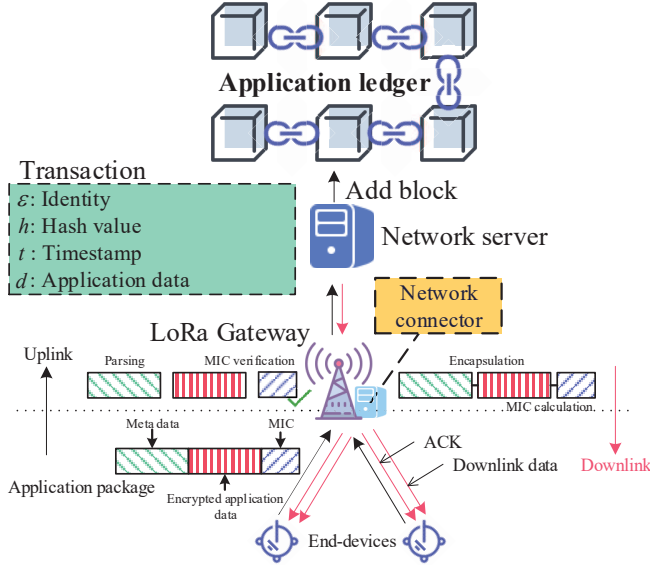 Application ledger
Transaction
ε: Identity
h: Hash value
t: Timestamp
d: Application data
Add block
Network server
Network
connector
LoRa Gateway
Uplink
Parsing
MIC verification
Encapsulation
MIC calculation
Meta data
MIC
ACK
Downlink data
Downlink
Application package
Encrypted application
data
End-devices